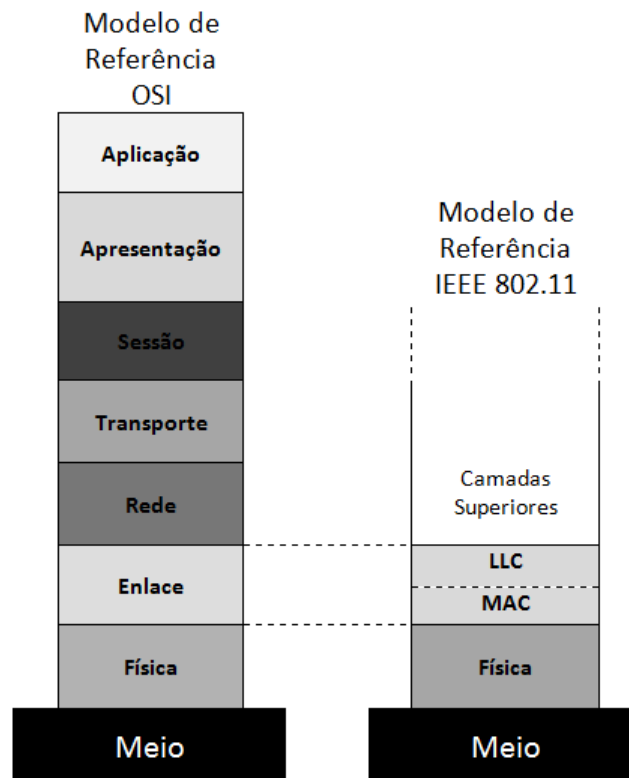 Modelo de
Referência
OSI
Aplicação
Apresentação
Sessão
Transporte
Rede
Enlace
Física
Meio
Modelo de
Referência
IEEE 802.11
Camadas
Superiores
LLC
MAC
Física
Meio